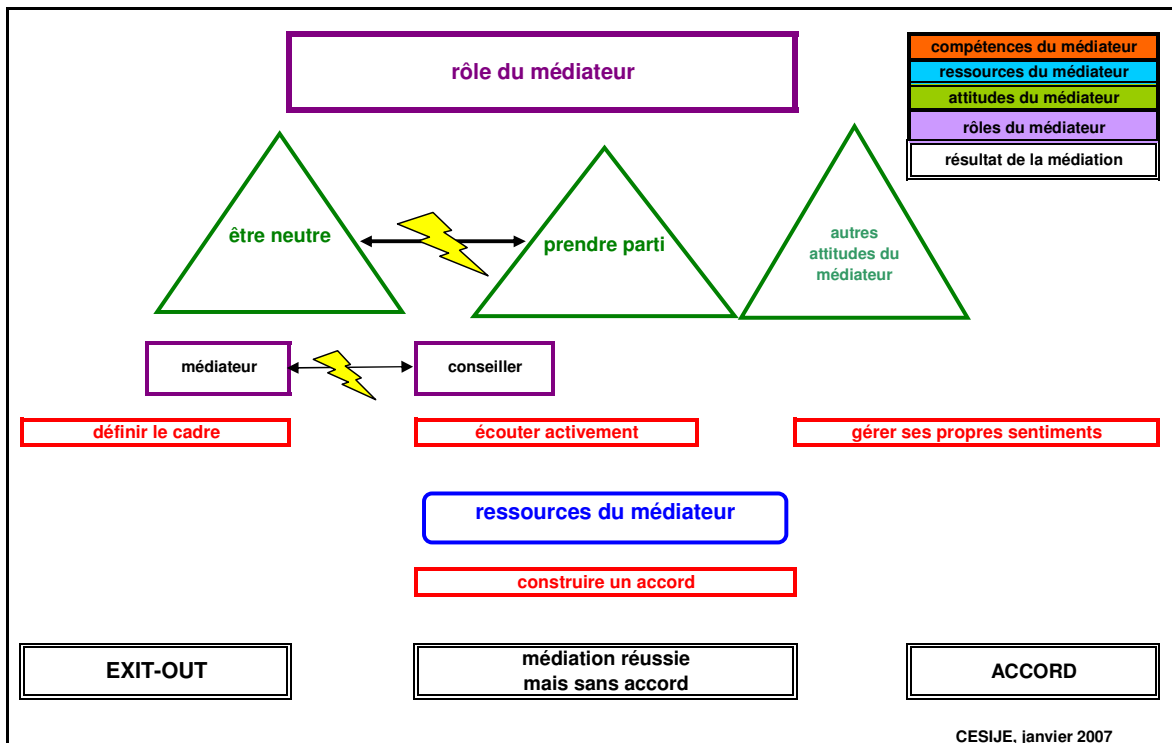 rôle du médiateur
compétences du médiateur
ressources du médiateur
attitudes du médiateur
rôles du médiateur
résultat de la médiation
être neutre
prendre parti
autres
attitudes du
médiateur
médiateur
conseiller
définir le cadre
écouter activement
gérer ses propres sentiments
ressources du médiateur
construire un accord
EXIT-OUT
médiation réussie
mais sans accord
ACCORD
CESIJE, janvier 2007